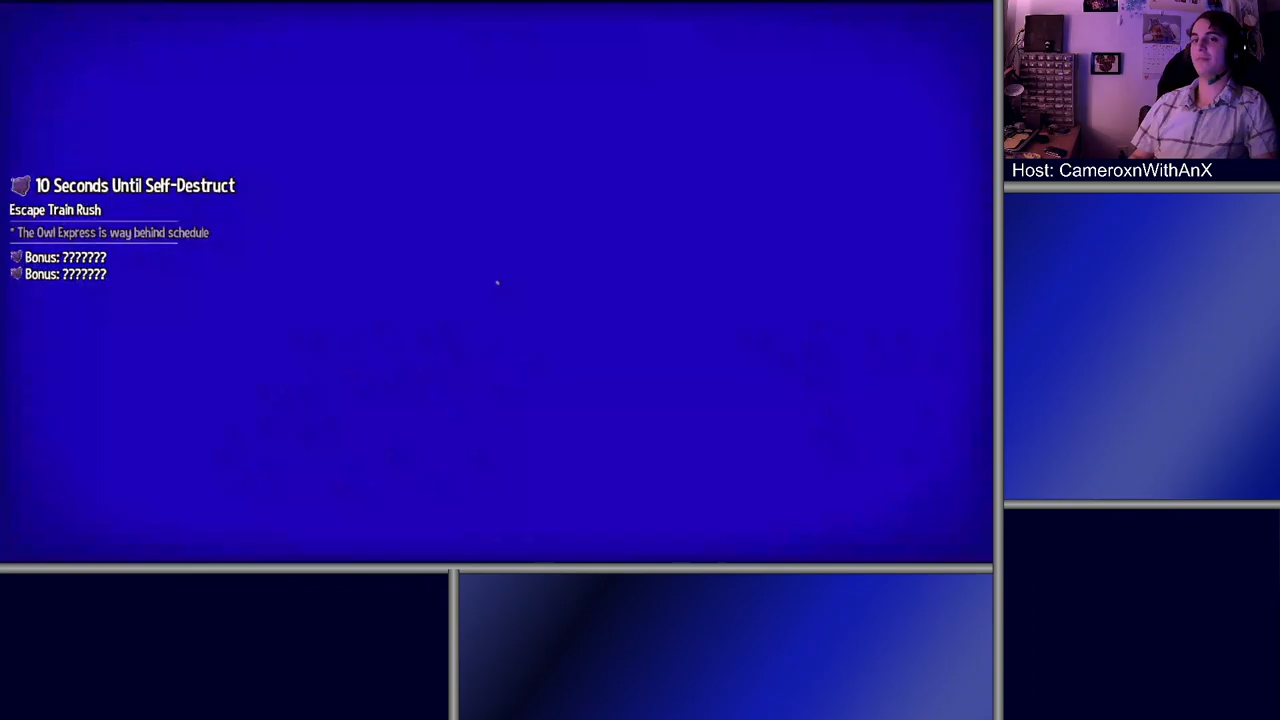 10 Seconds Until Self-Destruct
Escape Train Rush
* The Owl Express is way behind schedule
Bonus: ???????
Bonus: ???????
Host: CameroxnWithAnX